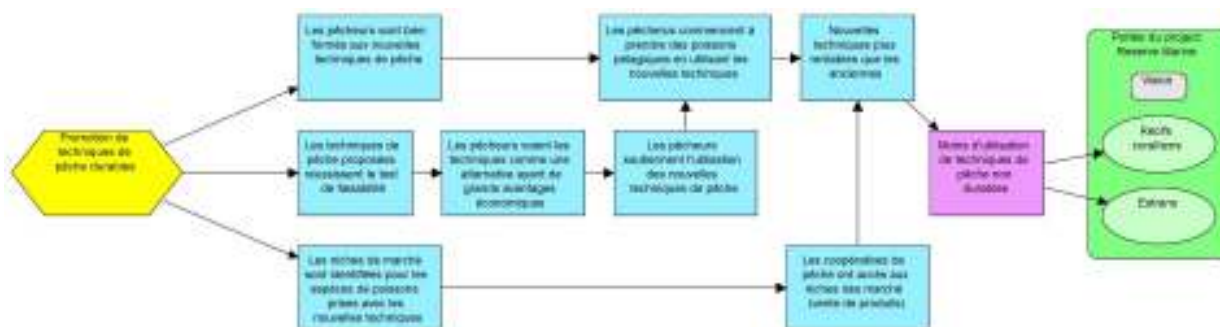 Promotion de
techniques de
pêche durables
Les pêcheurs sont bien
formés aux nouvelles
techniques de pêche
Les techniques de
pêche proposées
réussissent le test
de faisabilité
Les niches de marché
sont identifiées pour les
espèces de poissons
prises avec les
nouvelles techniques
Les pêcheurs voient les
techniques comme une
alternative ayant de
grands avantages
économiques
Les pêcheurs
soutiennent l'utilisation
des nouvelles
techniques de pêche
Les pêcheurs commencent à
prendre des poissons
pélagiques en utilisant les
nouvelles techniques
Les coopératives de
pêche ont accès aux
niches des marché
(vente de produits)
Nouvelles
techniques plus
rentables que les
anciennes
Moins d'utilisation
de techniques de
pêche non
durables
Portée du project
Reserve Marine
Vision
Récifs
coralliens
Estrans